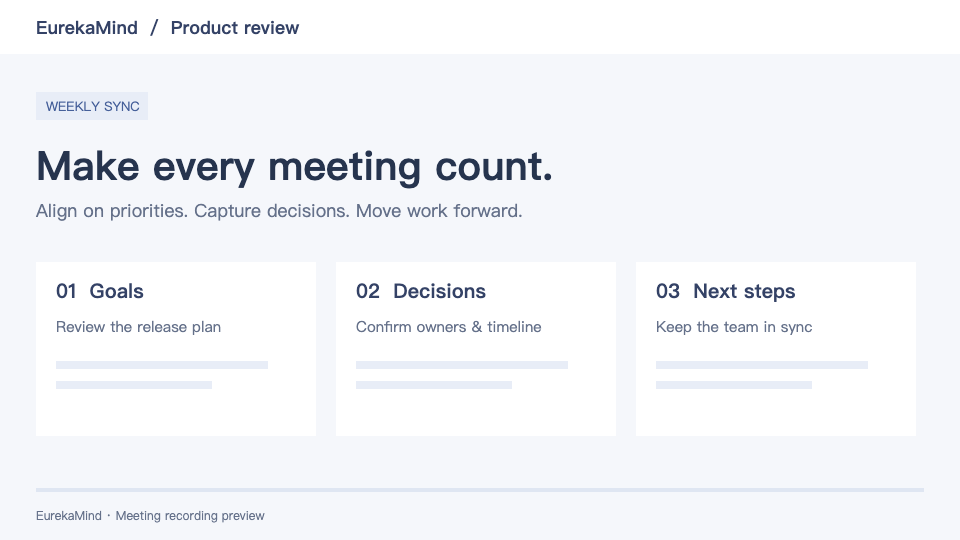 EurekaMind / Product review
WEEKLY SYNC
Make every meeting count.
Align on priorities. Capture decisions. Move work forward.
01 Goals
Review the release plan
02 Decisions
Confirm owners & timeline
03 Next steps
Keep the team in sync
EurekaMind · Meeting recording preview